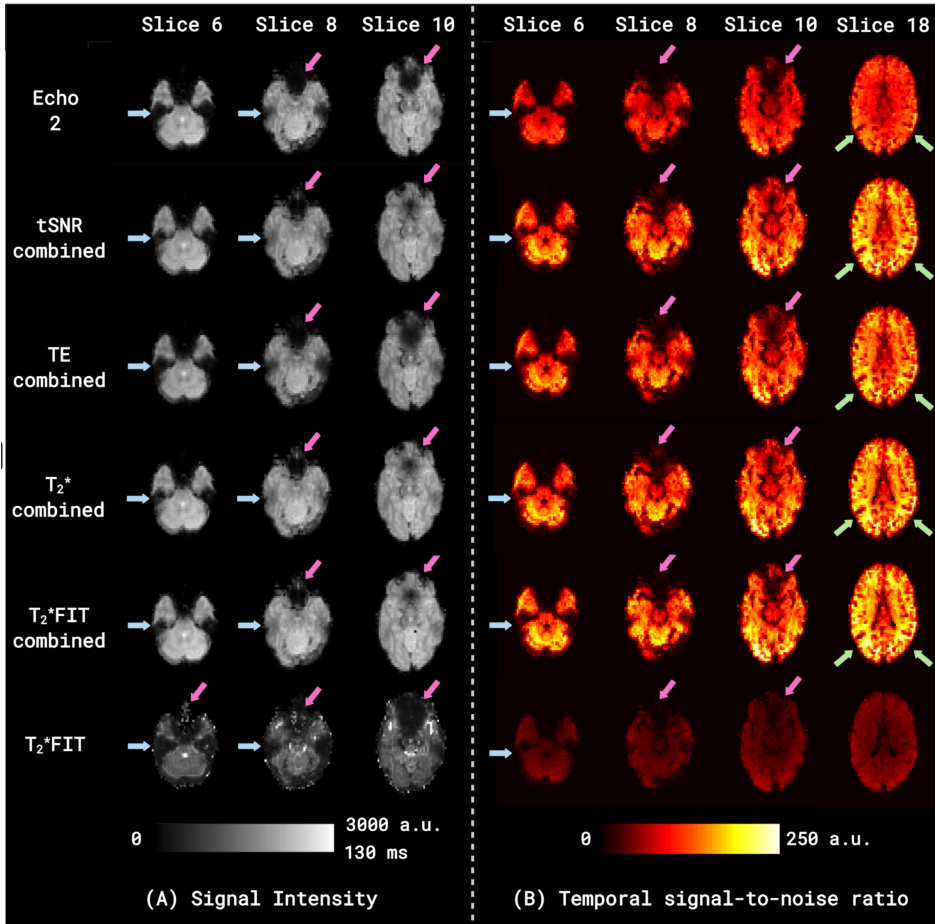 Slice 6 Slice 8 Slice 10 Slice 6 Slice 8 Slice 10 Slice 18
Echo
2
tSNR
combined
TE
combined
T₂*
combined
T₂*FIT
combined
T₂*FIT
0 3000 a.u.
130 ms
0 250 a.u.
(A) Signal Intensity
(B) Temporal signal-to-noise ratio